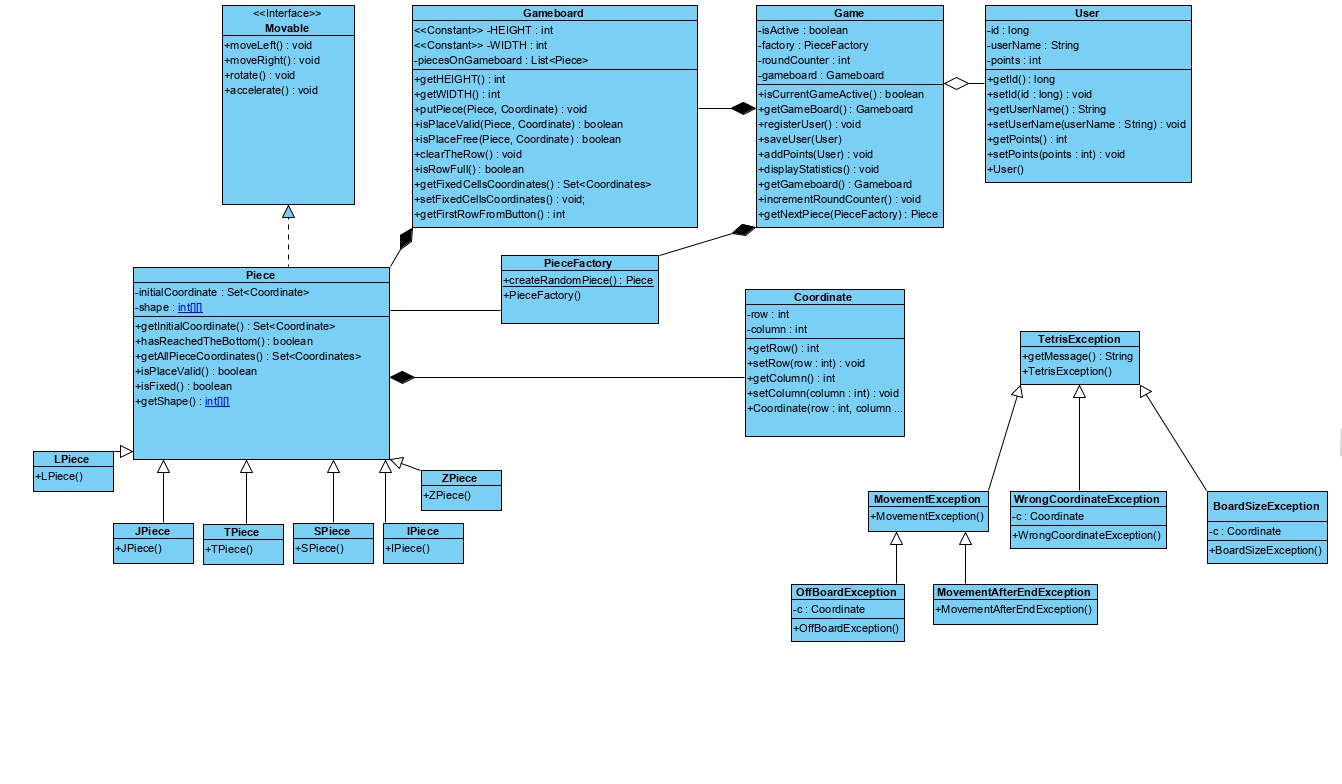 <<Interface>>
Movable
+moveLeft() : void
+moveRight() : void
+rotate() : void
+accelerate() : void
Gameboard
<<Constant>> -HEIGHT : int
<<Constant>> -WIDTH : int
-piecesOnGameboard : List<Piece>
+getHEIGHT() : int
+getWIDTH() : int
+putPiece(Piece, Coordinate) : void
+isPlaceValid(Piece, Coordinate) : boolean
+isPlaceFree(Piece, Coordinate) : boolean
+clearTheRow() : void
+isRowFull() : boolean
+getFixedCellsCoordinates() : Set<Coordinates>
+setFixedCellsCoordinates() : void;
+getFirstRowFromButton() : int
Game
-isActive : boolean
-factory : PieceFactory
-roundCounter : int
-gameboard : Gameboard
+isCurrentGameActive() : boolean
+getGameBoard() : Gameboard
+registerUser() : void
+saveUser(User)
+addPoints(User) : void
+displayStatistics() : void
+getGameboard() : Gameboard
+incrementRoundCounter() : void
+getNextPiece(PieceFactory) : Piece
User
-id : long
-userName : String
-points : int
+getId() : long
+setId(id : long) : void
+getUserName() : String
+setUserName(userName : String) : void
+getPoints() : int
+setPoints(points : int) : void
+User()
Piece
-initialCoordinate : Set<Coordinate>
-shape : int[][]
+getInitialCoordinate() : Set<Coordinate>
+hasReachedTheBottom() : boolean
+getAllPieceCoordinates() : Set<Coordinates>
+isPlaceValid() : boolean
+isFixed() : boolean
+getShape() : int[][]
PieceFactory
+createRandomPiece() : Piece
+PieceFactory()
Coordinate
-row : int
-column : int
+getRow() : int
+setRow(row : int) : void
+getColumn() : int
+setColumn(column : int) : void
+Coordinate(row : int, column ...
TetrisException
+getMessage() : String
+TetrisException()
LPiece
+LPiece()
JPiece
+JPiece()
TPiece
+TPiece()
SPiece
+SPiece()
IPiece
+IPiece()
ZPiece
+ZPiece()
MovementException
+MovementException()
WrongCoordinateException
-c : Coordinate
+WrongCoordinateException()
BoardSizeException
-c : Coordinate
+BoardSizeException()
OffBoardException
-c : Coordinate
+OffBoardException()
MovementAfterEndException
+MovementAfterEndException()